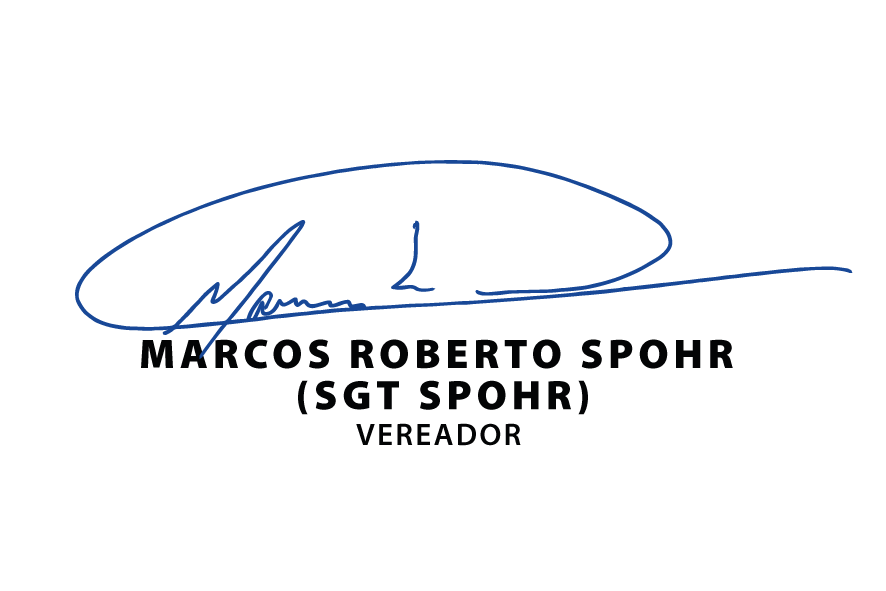 MARCOS ROBERTO SPOHR
(SGT SPOHR)
VEREADOR